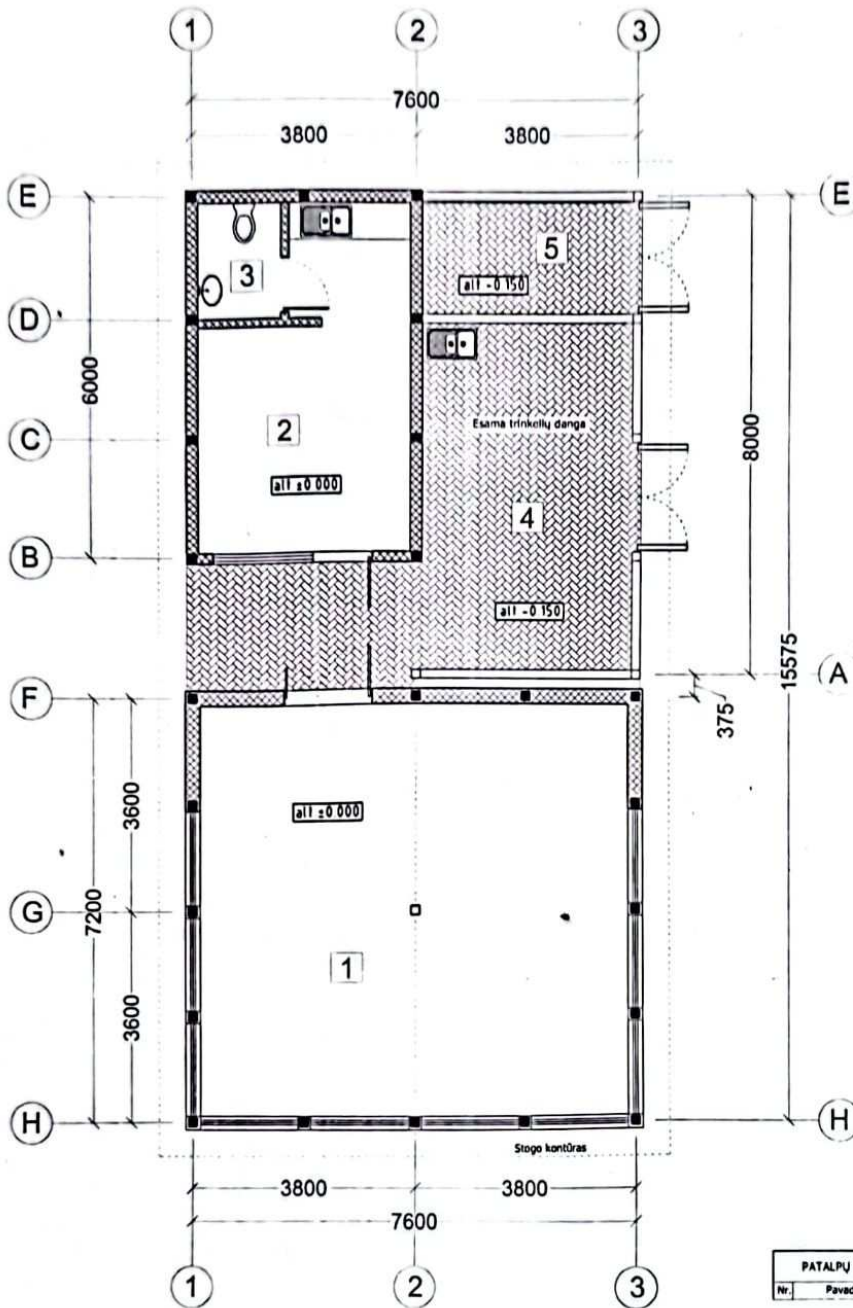 1 2 3
7600
3800 3800
E E
3 5
alt -0.150
D
6000
Esama trinkelių danga
C
2
8000
alt ±0.000
4
B
alt -0.150
15575
A
F
375
3600
alt ±0.000
G
7200
1
3600
H H
Stogo kontūras
3800 3800
7600
1 2 3
PATALPŲ
Nr.